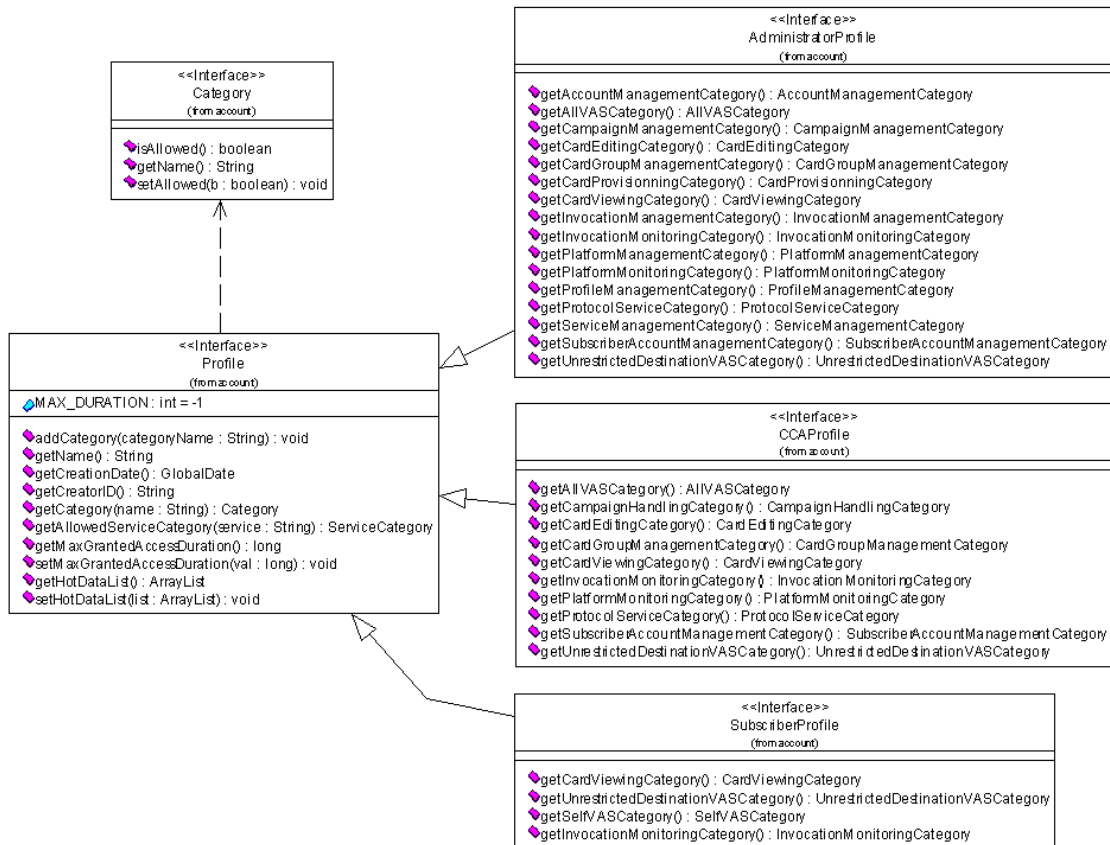 <<Interface>>
Category
(from account)
isAllowed() : boolean
getName() : String
setAllowed(b : boolean) : void
<<Interface>>
Profile
(from account)
MAX_DURATION : int = -1
addCategory(categoryName : String) : void
getName() : String
getCreationDate() : GlobalDate
getCreatorID() : String
getCategory(name : String) : Category
getAllowedServiceCategory(service : String) : ServiceCategory
getMaxGrantedAccessDuration() : long
setMaxGrantedAccessDuration(val : long) : void
getHotDataList() : ArrayList
setHotDataList(list : ArrayList) : void
<<Interface>>
AdministratorProfile
(from account)
getAccountManagementCategory() : AccountManagementCategory
getAllVASCategory() : AllVASCategory
getCampaignManagementCategory() : CampaignManagementCategory
getCardEditingCategory() : CardEditingCategory
getCardGroupManagementCategory() : CardGroupManagementCategory
getCardProvisionningCategory() : CardProvisionningCategory
getCardViewingCategory() : CardViewingCategory
getInvocationManagementCategory() : InvocationManagementCategory
getInvocationMonitoringCategory() : InvocationMonitoringCategory
getPlatformManagementCategory() : PlatformManagementCategory
getPlatformMonitoringCategory() : PlatformMonitoringCategory
getProfileManagementCategory() : ProfileManagementCategory
getProtocolServiceCategory() : ProtocolServiceCategory
getServiceManagementCategory() : ServiceManagementCategory
getSubscriberAccountManagementCategory() : SubscriberAccountManagementCategory
getUnrestrictedDestinationVASCategory() : UnrestrictedDestinationVASCategory
<<Interface>>
CCAProfile
(from account)
getAllVASCategory() : AllVASCategory
getCampaignHandlingCategory() : CampaignHandlingCategory
getCardEditingCategory() : CardEditingCategory
getCardGroupManagementCategory() : CardGroupManagementCategory
getCardViewingCategory() : CardViewingCategory
getInvocationMonitoringCategory() : InvocationMonitoringCategory
getPlatformMonitoringCategory() : PlatformMonitoringCategory
getProtocolServiceCategory() : ProtocolServiceCategory
getSubscriberAccountManagementCategory() : SubscriberAccountManagementCategory
getUnrestrictedDestinationVASCategory() : UnrestrictedDestinationVASCategory
<<Interface>>
SubscriberProfile
(from account)
getCardViewingCategory() : CardViewingCategory
getUnrestrictedDestinationVASCategory() : UnrestrictedDestinationVASCategory
getSelfVASCategory() : SelfVASCategory
getInvocationMonitoringCategory() : InvocationMonitoringCategory